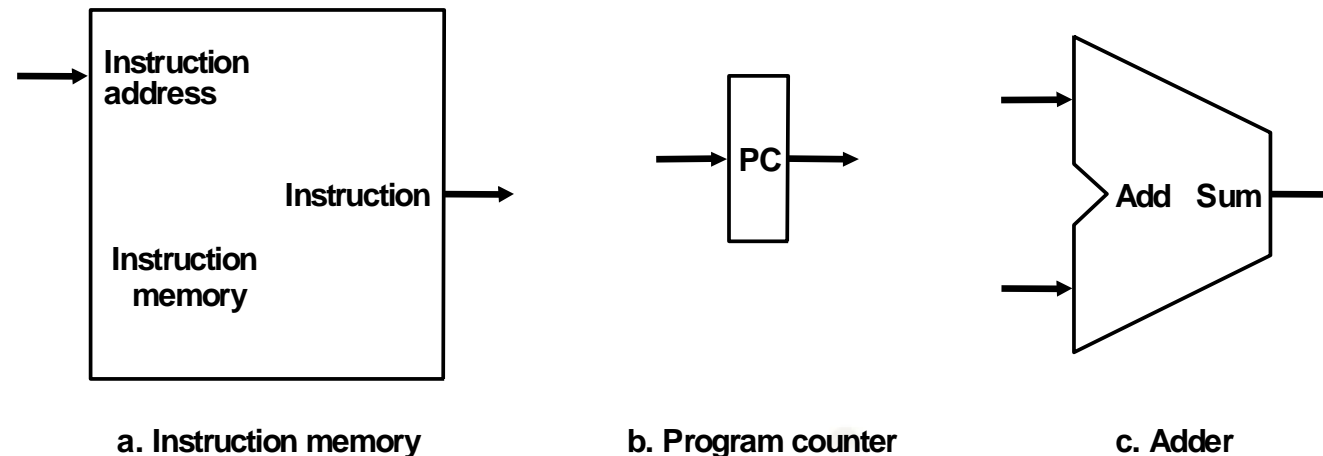 Instruction
address
Instruction
Instruction
memory
PC
Add Sum
a. Instruction memory
b. Program counter
c. Adder